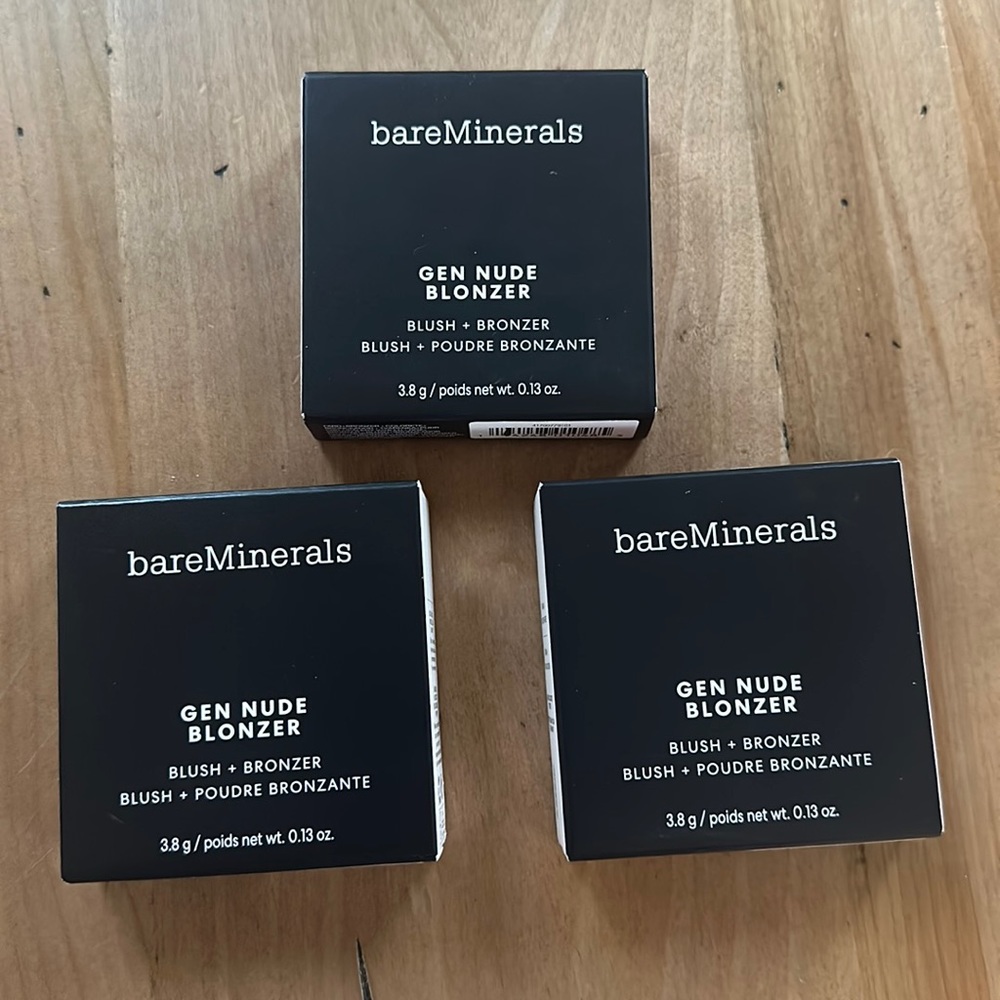 bareMinerals
GEN NUDE
BLONZER
BLUSH + BRONZER
BLUSH + POUDRE BRONZANTE
3.8 g / poids net wt. 0.13 oz.
bareMinerals
GEN NUDE
BLONZER
BLUSH + BRONZER
BLUSH + POUDRE BRONZANTE
3.8 g / poids net wt. 0.13 oz.
bareMinerals
GEN NUDE
BLONZER
BLUSH + BRONZER
BLUSH + POUDRE BRONZANTE
3.8 g / poids net wt. 0.13 oz.